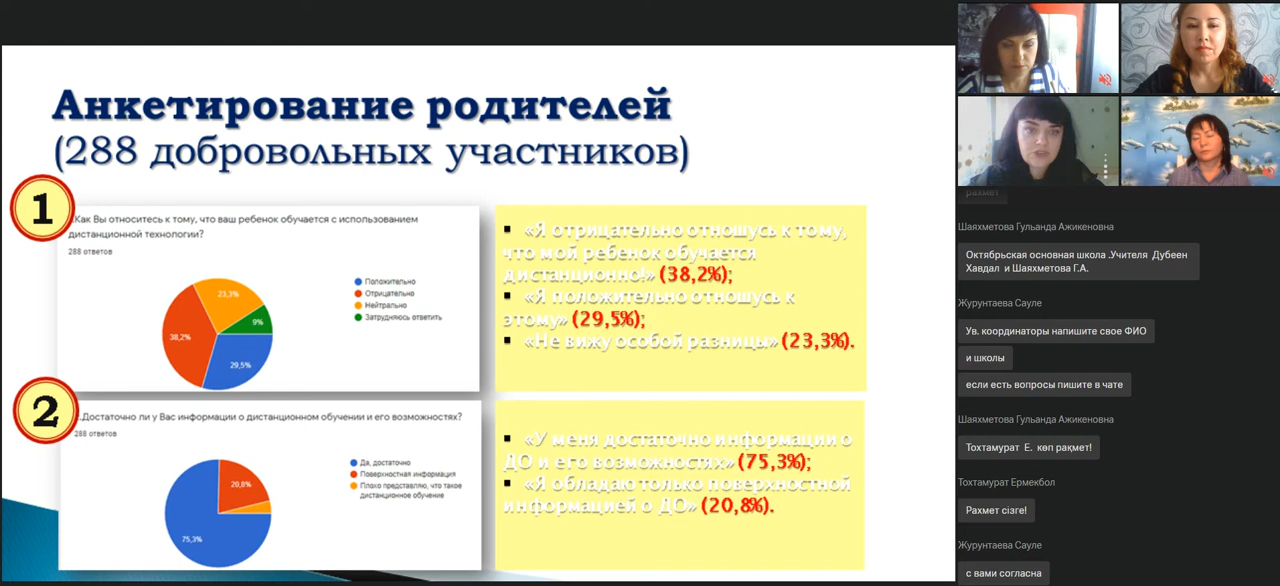 Анкетирование родителей
(288 добровольных участников)
1
.Как Вы относитесь к тому, что ваш ребенок обучается с использованием
дистанционной технологии?
288 ответов
Положительно
Отрицательно
Нейтрально
Затрудняюсь ответить
23,3%
9%
38,2%
29,5%
▪ «Я отрицательно отношусь к тому,
что мой ребенок обучается
дистанционно!» (38,2%);
▪ «Я положительно отношусь к
этому» (29,5%);
▪ «Не вижу особой разницы» (23,3%).
2
.Достаточно ли у Вас информации о дистанционном обучении и его возможностях?
288 ответов
Да, достаточно
Поверхностная информация
Плохо представляю, что такое
дистанционное обучение
20,8%
75,3%
▪ «У меня достаточно информации о
ДО и его возможностях» (75,3%);
▪ «Я обладаю только поверхностной
информацией о ДО» (20,8%).
рахмет
Шаяхметова Гульанда Ажикеновна
Октябрьская основная школа .Учителя Дубеен
Хавдал и Шаяхметова Г.А.
Журунтаева Сауле
Ув. координаторы напишите свое ФИО
и школы
если есть вопросы пишите в чате
Шаяхметова Гульанда Ажикеновна
Тохтамурат Е. көп рақмет!
Тохтамурат Ермекбол
Рахмет сізге!
Журунтаева Сауле
с вами согласна